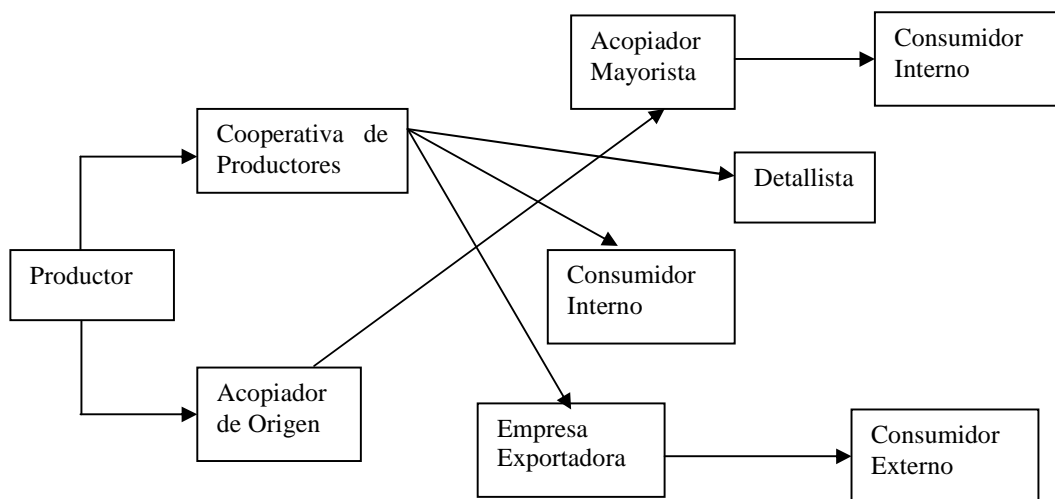 Acopiador
Mayorista
Consumidor
Interno
Cooperativa de
Productores
Detallista
Productor
Consumidor
Interno
Acopiador
de Origen
Empresa
Exportadora
Consumidor
Externo